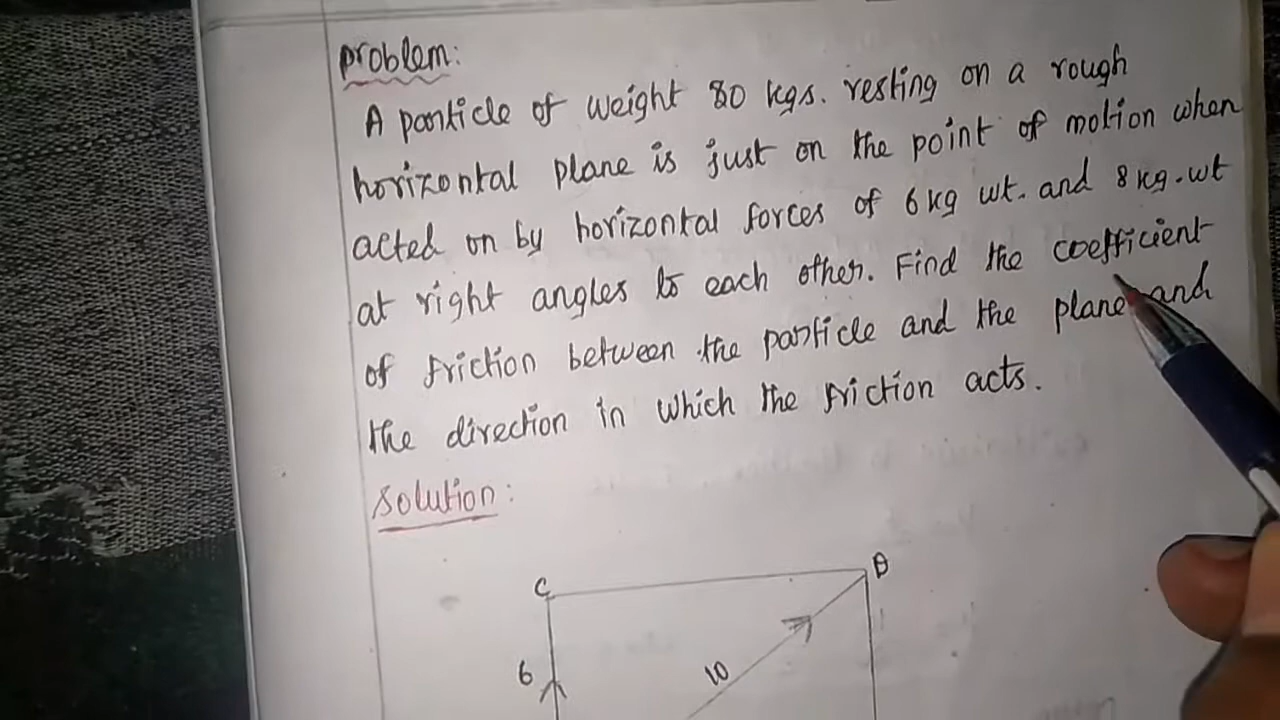 problem:
A particle of weight 80 kgs. resting on a rough
horizontal plane is just on the point of motion when
acted on by horizontal forces of 6 kg wt. and 8 kg.wt
at right angles to each other. Find the coefficient
of friction between the particle and the plane and
the direction in which the friction acts.
Solution:
C
B
6
10